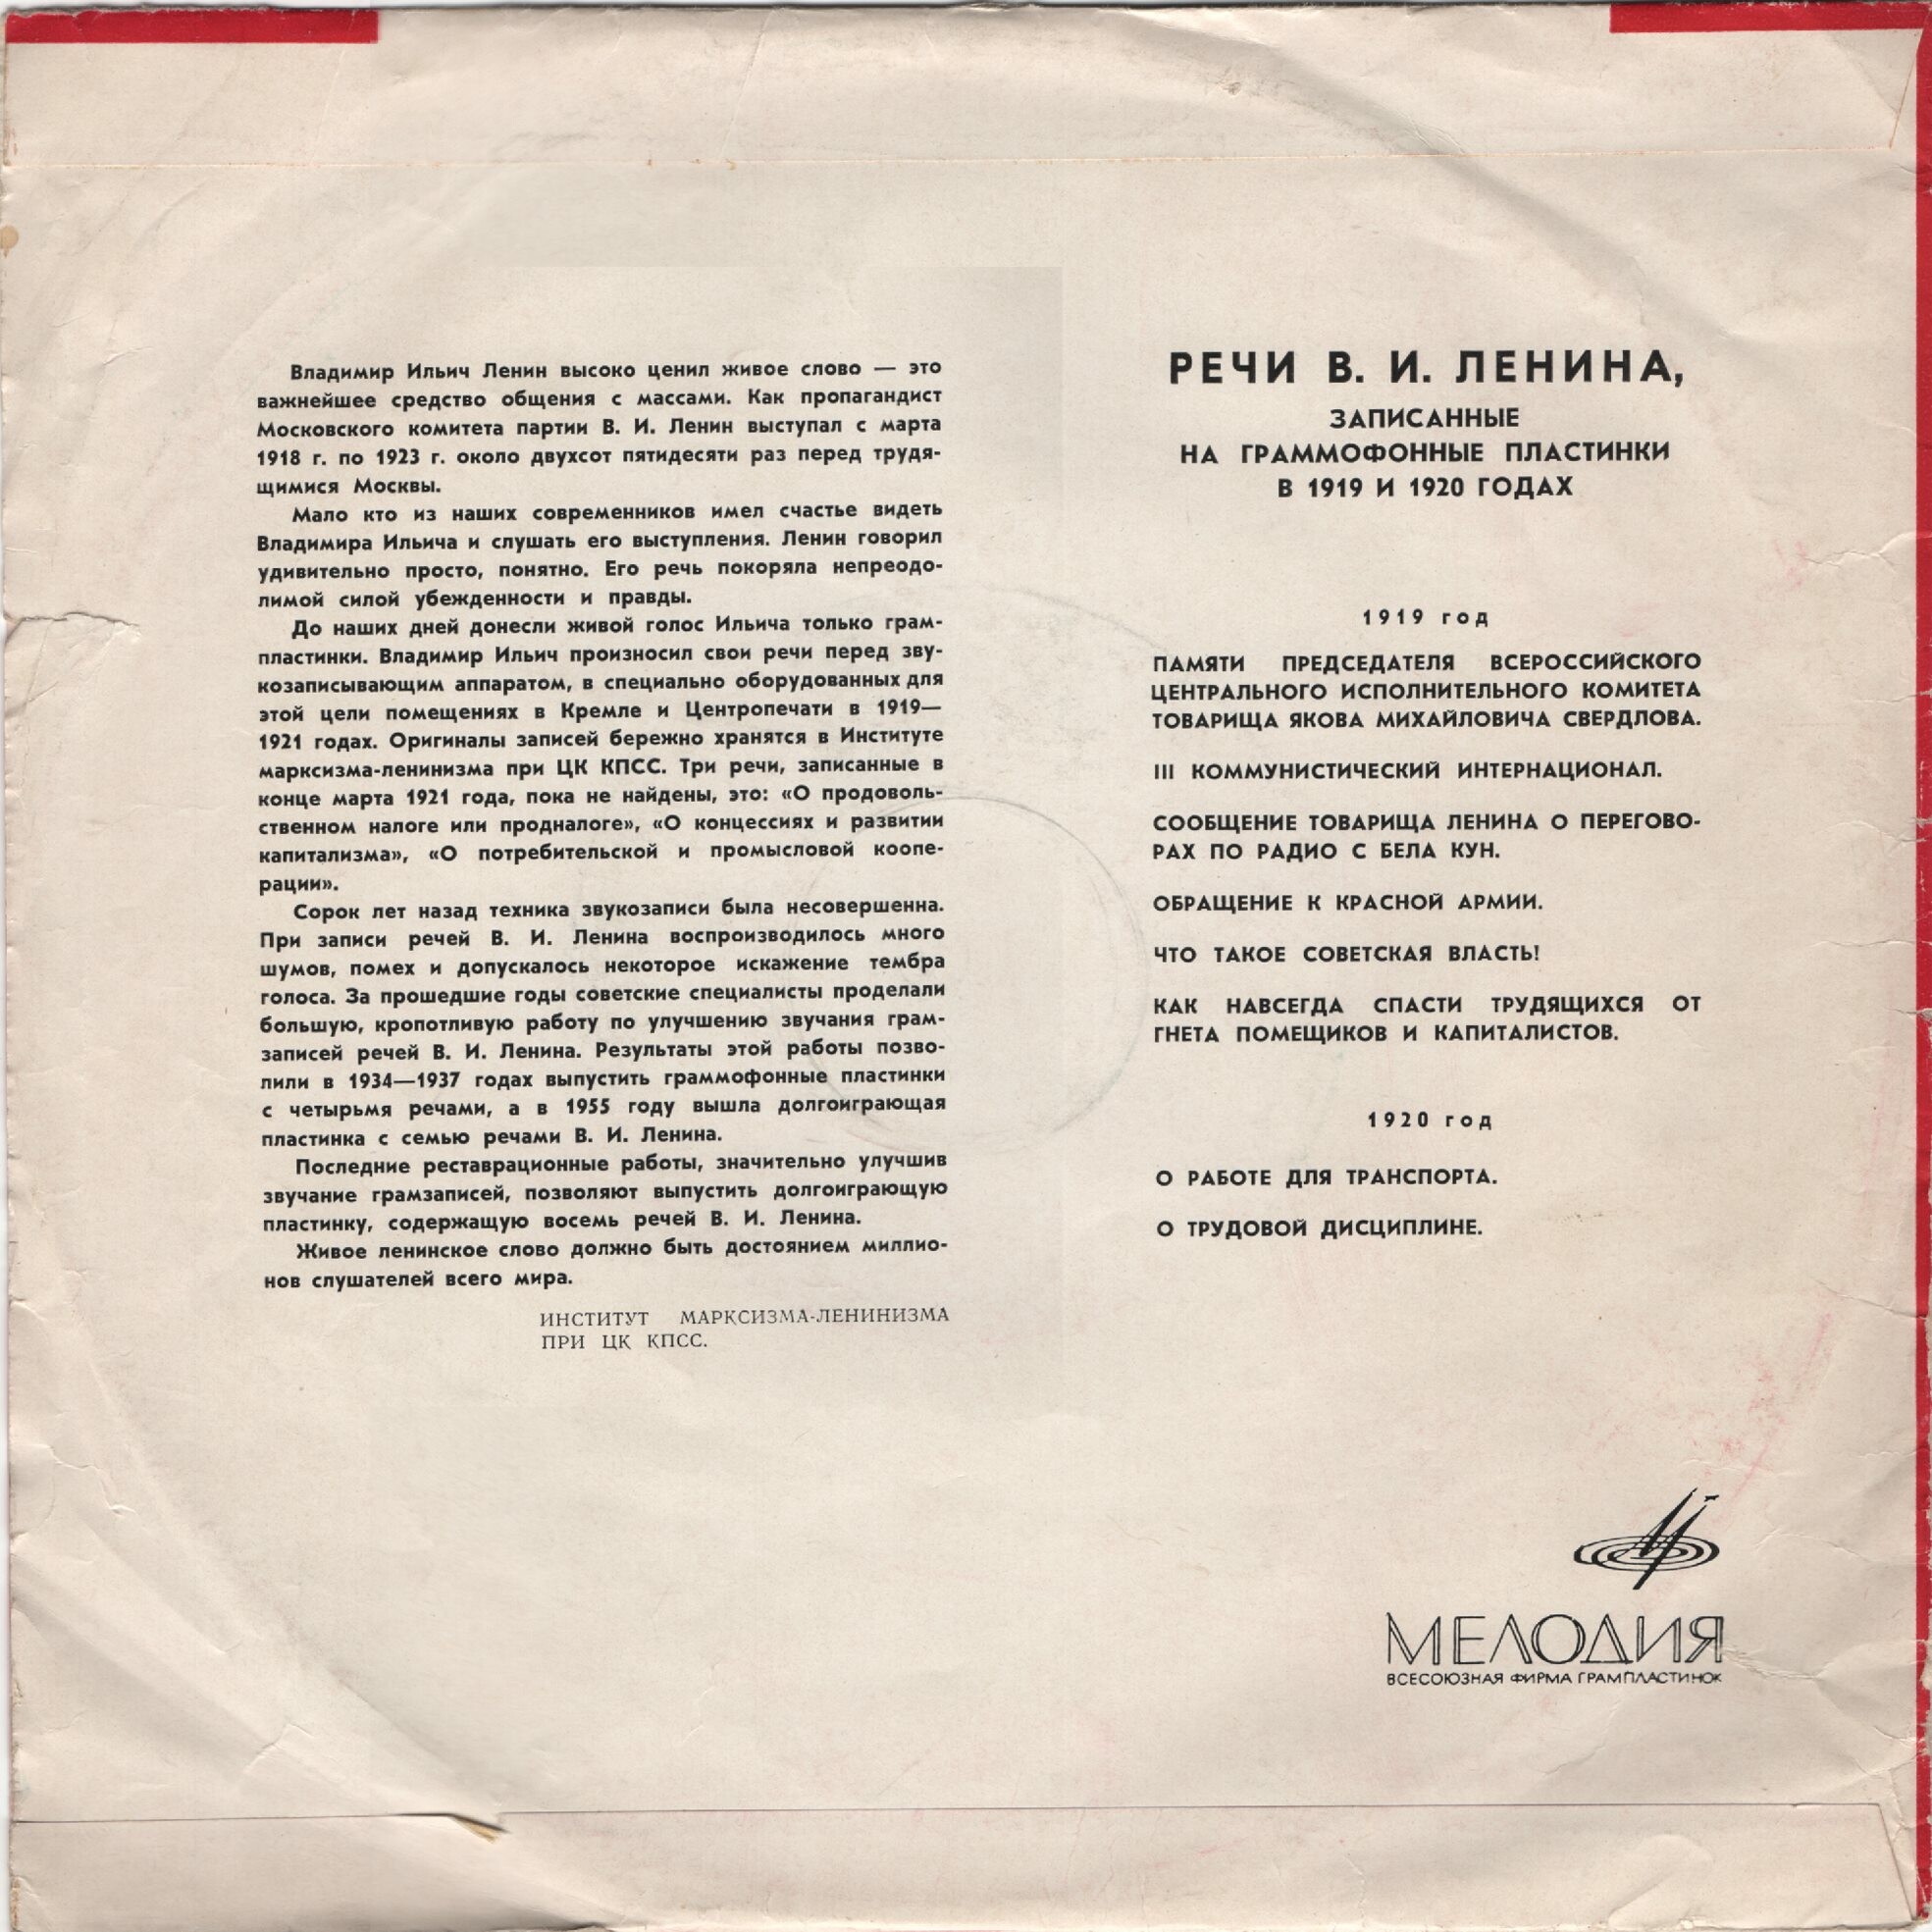 Владимир Ильич Ленин высоко ценил живое слово — это
важнейшее средство общения с массами. Как пропагандист
Московского комитета партии В. И. Ленин выступал с марта
1918 г. по 1923 г. около двухсот пятидесяти раз перед трудя-
щимися Москвы.
Мало кто из наших современников имел счастье видеть
Владимира Ильича и слушать его выступления. Ленин говорил
удивительно просто, понятно. Его речь покоряла непреодо-
лимой силой убежденности и правды.
До наших дней донесли живой голос Ильича только грам-
пластинки. Владимир Ильич произносил свои речи перед зву-
козаписывающим аппаратом, в специально оборудованных для
этой цели помещениях в Кремле и Центропечати в 1919—
1921 годах. Оригиналы записей бережно хранятся в Институте
марксизма-ленинизма при ЦК КПСС. Три речи, записанные в
конце марта 1921 года, пока не найдены, это: «О продоволь-
ственном налоге или продналоге», «О концессиях и развитии
капитализма», «О потребительской и промысловой коопе-
рации».
Сорок лет назад техника звукозаписи была несовершенна.
При записи речей В. И. Ленина воспроизводилось много
шумов, помех и допускалось некоторое искажение тембра
голоса. За прошедшие годы советские специалисты проделали
большую, кропотливую работу по улучшению звучания грам-
записей речей В. И. Ленина. Результаты этой работы позво-
лили в 1934—1937 годах выпустить граммофонные пластинки
с четырьмя речами, а в 1955 году вышла долгоиграющая
пластинка с семью речами В. И. Ленина.
Последние реставрационные работы, значительно улучшив
звучание грамзаписей, позволяют выпустить долгоиграющую
пластинку, содержащую восемь речей В. И. Ленина.
Живое ленинское слово должно быть достоянием миллио-
нов слушателей всего мира.
ИНСТИТУТ МАРКСИЗМА-ЛЕНИНИЗМА
ПРИ ЦК КПСС.
РЕЧИ В. И. ЛЕНИНА,
ЗАПИСАННЫЕ
НА ГРАММОФОННЫЕ ПЛАСТИНКИ
В 1919 И 1920 ГОДАХ
1919 год
ПАМЯТИ ПРЕДСЕДАТЕЛЯ ВСЕРОССИЙСКОГО
ЦЕНТРАЛЬНОГО ИСПОЛНИТЕЛЬНОГО КОМИТЕТА
ТОВАРИЩА ЯКОВА МИХАЙЛОВИЧА СВЕРДЛОВА.
III КОММУНИСТИЧЕСКИЙ ИНТЕРНАЦИОНАЛ.
СООБЩЕНИЕ ТОВАРИЩА ЛЕНИНА О ПЕРЕГОВО-
РАХ ПО РАДИО С БЕЛА КУН.
ОБРАЩЕНИЕ К КРАСНОЙ АРМИИ.
ЧТО ТАКОЕ СОВЕТСКАЯ ВЛАСТЬ!
КАК НАВСЕГДА СПАСТИ ТРУДЯЩИХСЯ ОТ
ГНЕТА ПОМЕЩИКОВ И КАПИТАЛИСТОВ.
1920 год
О РАБОТЕ ДЛЯ ТРАНСПОРТА.
О ТРУДОВОЙ ДИСЦИПЛИНЕ.
МЕЛОДИЯ
ВСЕСОЮЗНАЯ ФИРМА ГРАМПЛАСТИНОК